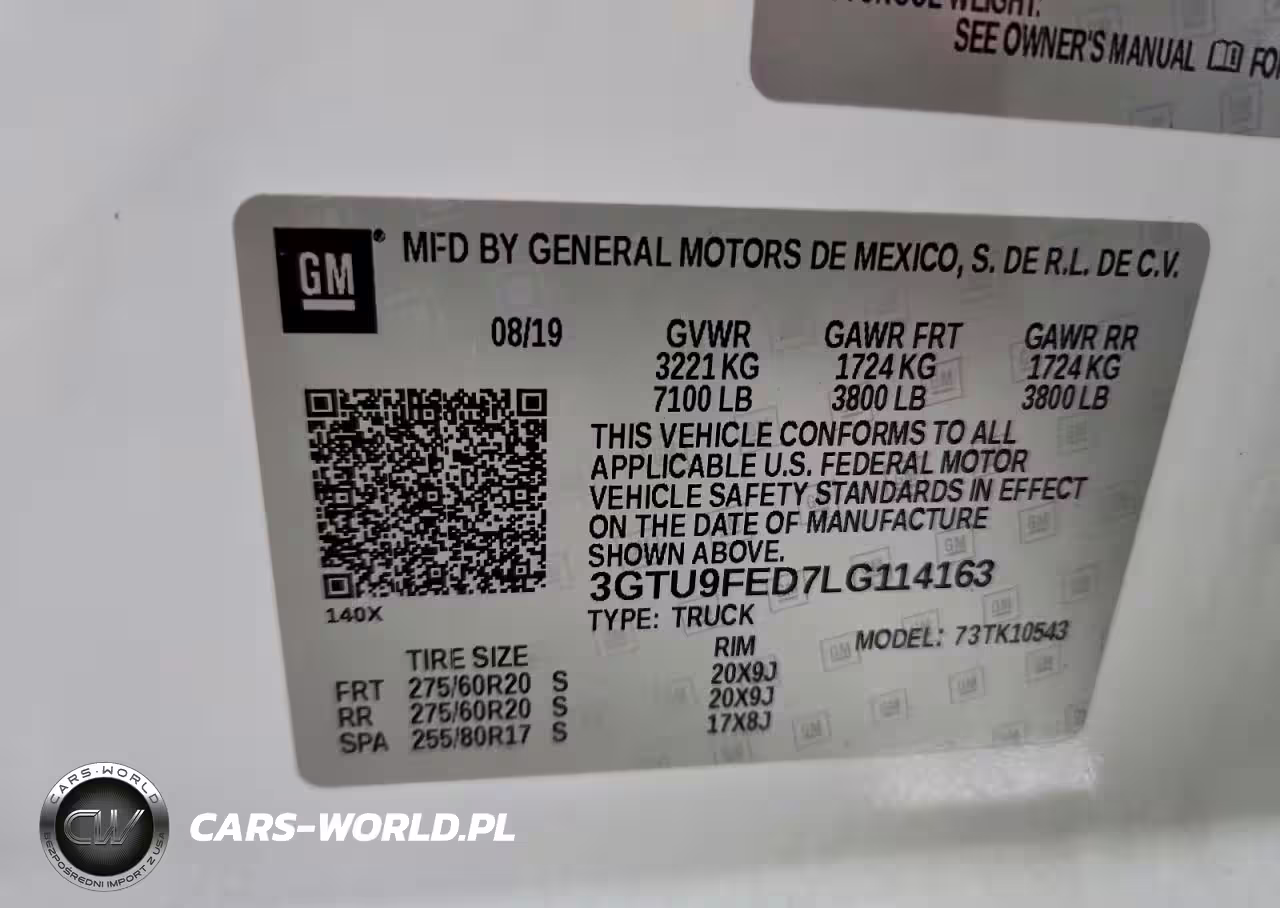 SEE OWNER'S MANUAL
GM ® MFD BY GENERAL MOTORS DE MEXICO, S. DE R.L. DE C.V.
08/19 GVWR GAWR FRT GAWR RR
3221 KG 1724 KG 1724 KG
7100 LB 3800 LB 3800 LB
THIS VEHICLE CONFORMS TO ALL
APPLICABLE U.S. FEDERAL MOTOR
VEHICLE SAFETY STANDARDS IN EFFECT
ON THE DATE OF MANUFACTURE
SHOWN ABOVE.
3GTU9FED7LG114163
140X
TYPE: TRUCK
MODEL: 73TK10543
TIRE SIZE RIM
FRT 275/60R20 S 20X9J
RR 275/60R20 S 20X9J
SPA 255/80R17 S 17X8J
CARS-WORLD
CW
BEZPOŚREDNI IMPORT Z USA
CARS-WORLD.PL